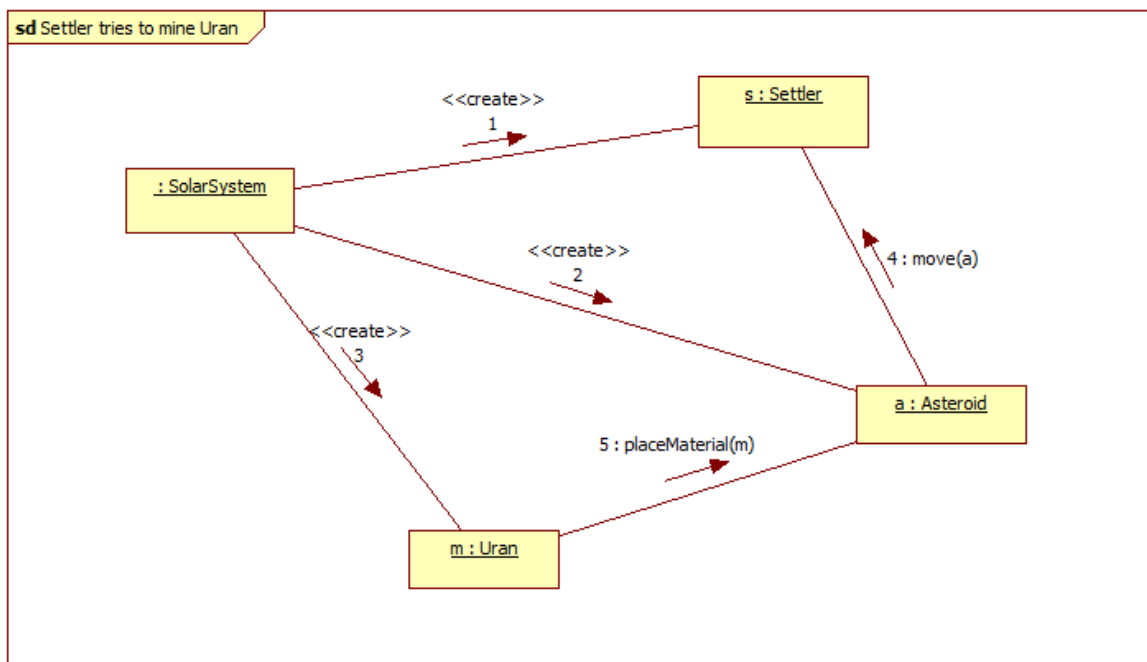 sd Settler tries to mine Uran
<<create>>
1
s : Settler
: SolarSystem
<<create>>
2
4 : move(a)
<<create>>
3
a : Asteroid
5 : placeMaterial(m)
m : Uran